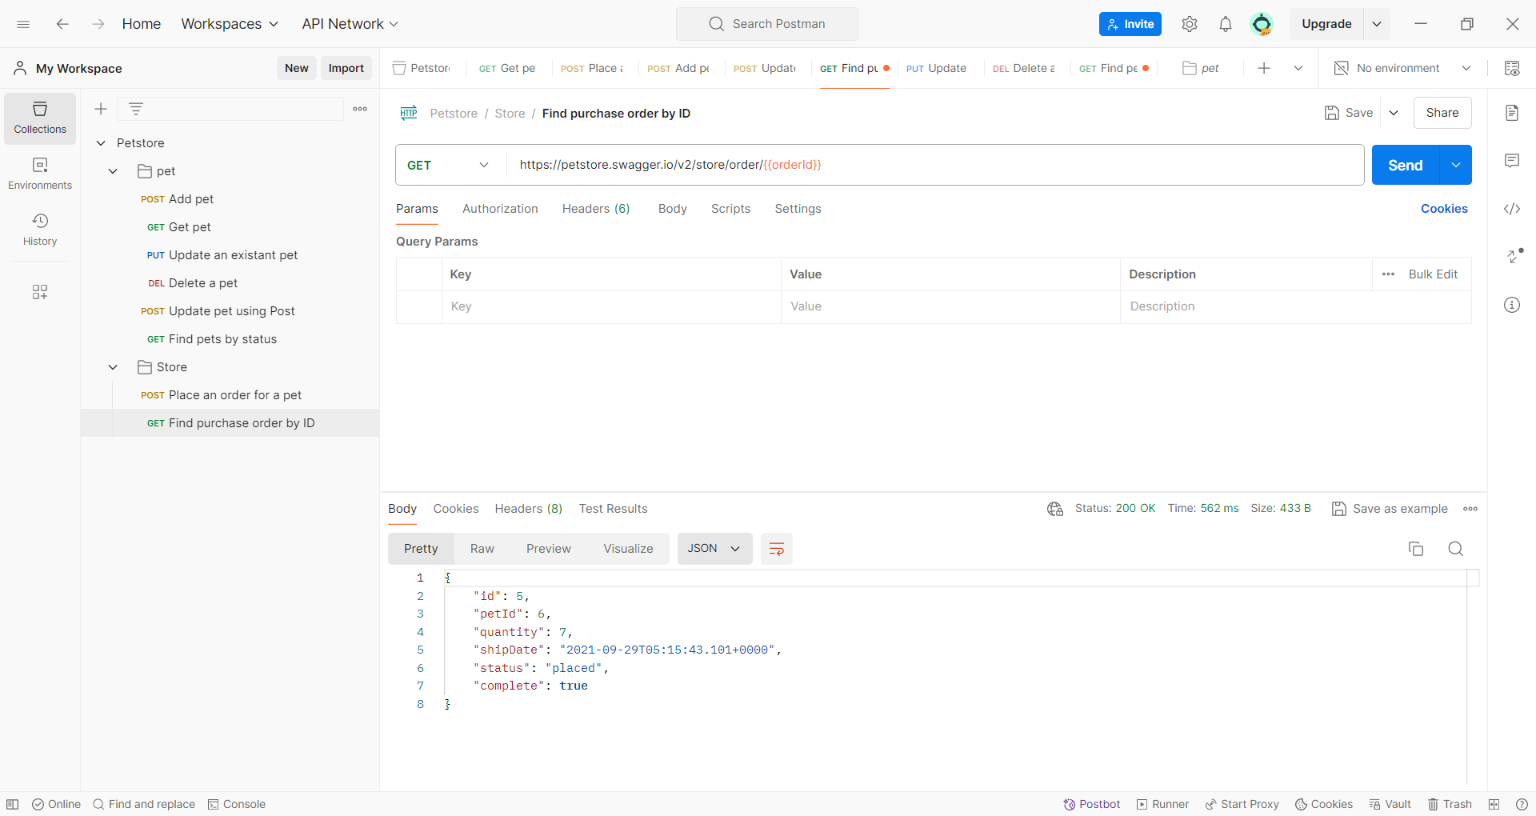 Home Workspaces API Network Search Postman Invite Upgrade
My Workspace New Import
Petstor GET Get pe POST Place a POST Add pe POST Updat GET Find pu PUT Update DEL Delete a GET Find pe pet No environment
Collections
Environments
History
Petstore
pet
POST Add pet
GET Get pet
PUT Update an existant pet
DEL Delete a pet
POST Update pet using Post
GET Find pets by status
Store
POST Place an order for a pet
GET Find purchase order by ID
HTTP Petstore / Store / Find purchase order by ID Save Share
GET https://petstore.swagger.io/v2/store/order/{{orderId}} Send
Params Authorization Headers (6) Body Scripts Settings Cookies
Query Params
Key Value Description Bulk Edit
Key Value Description
Body Cookies Headers (8) Test Results Status: 200 OK Time: 562 ms Size: 433 B Save as example
Pretty Raw Preview Visualize JSON
1 {
2 "id": 5,
3 "petId": 6,
4 "quantity": 7,
5 "shipDate": "2021-09-29T05:15:43.101+0000",
6 "status": "placed",
7 "complete": true
8 }
Online Find and replace Console Postbot Runner Start Proxy Cookies Vault Trash